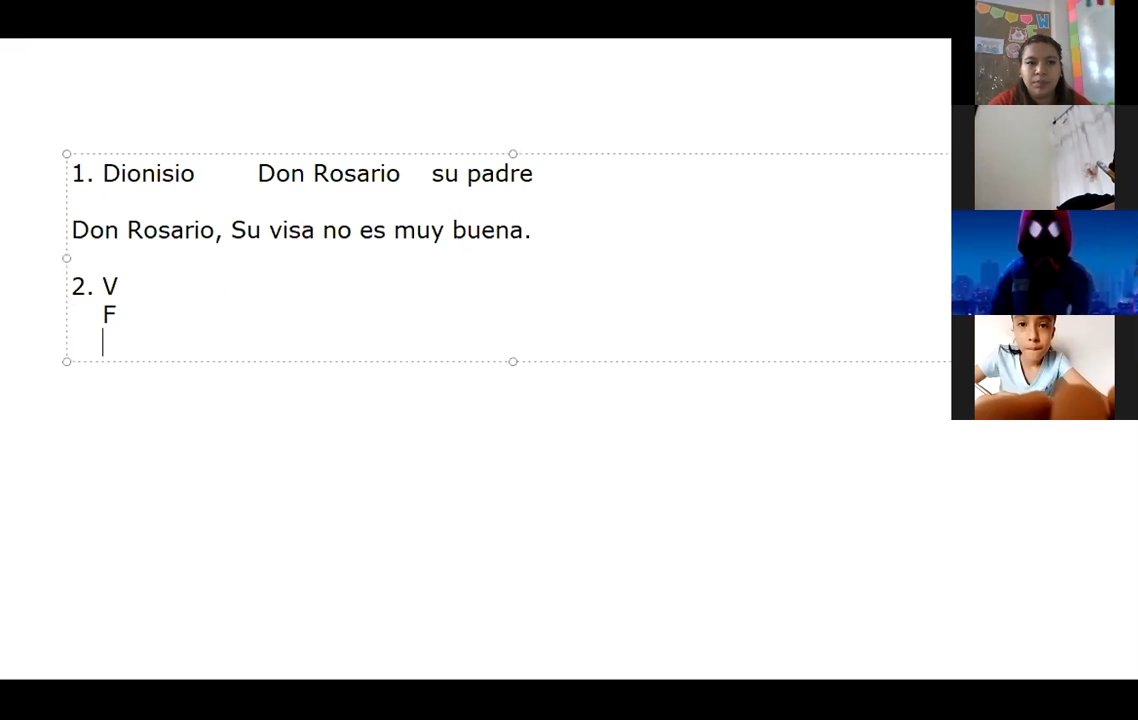 1. Dionisio Don Rosario su padre
Don Rosario, Su visa no es muy buena.
2. V
F
W